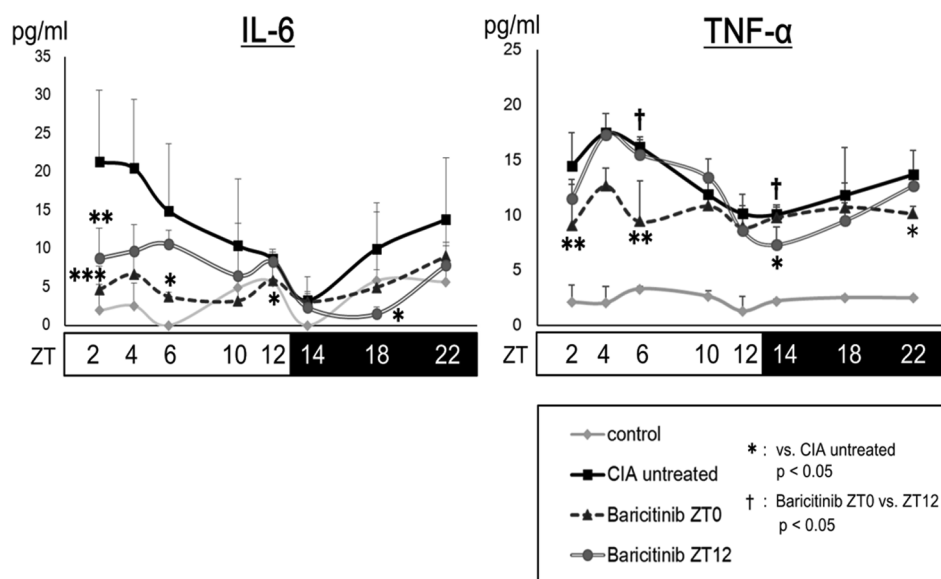 IL-6
pg/ml
35
30
25
20
15
10
5
0
**
***
*
*
*
ZT 2 4 6 10 12 14 18 22
TNF-α
pg/ml
25
20
15
10
5
0
†
†
**
**
*
*
ZT 2 4 6 10 12 14 18 22
control
CIA untreated
Baricitinib ZT0
Baricitinib ZT12
* : vs. CIA untreated
p < 0.05
† : Baricitinib ZT0 vs. ZT12
p < 0.05